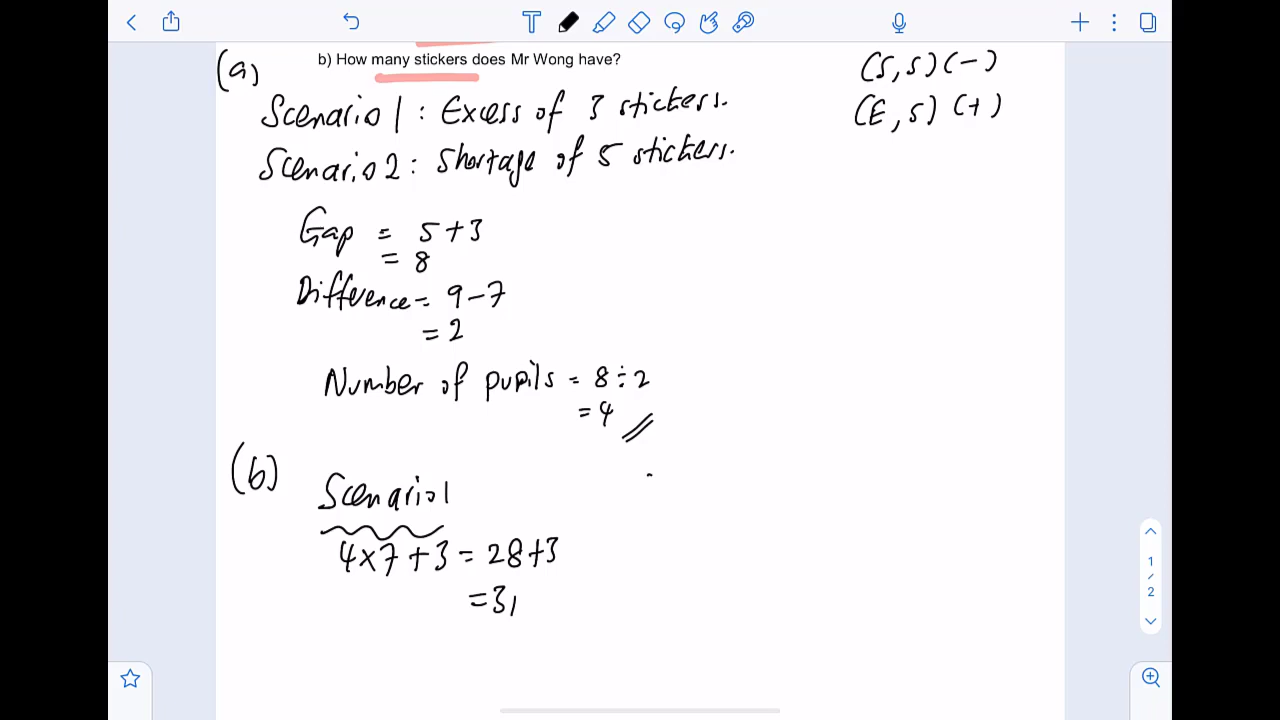 b) How many stickers does Mr Wong have?
(a)
(S, S) (-)
Scenario 1 : Excess of 3 stickers.
(E, S) (+)
Scenario 2 : Shortage of 5 stickers.
Gap = 5 + 3
= 8
Difference = 9 - 7
= 2
Number of pupils = 8 ÷ 2
= 4
(b)
Scenario 1
4 x 7 + 3 = 28 + 3
= 31
T
1
/
2